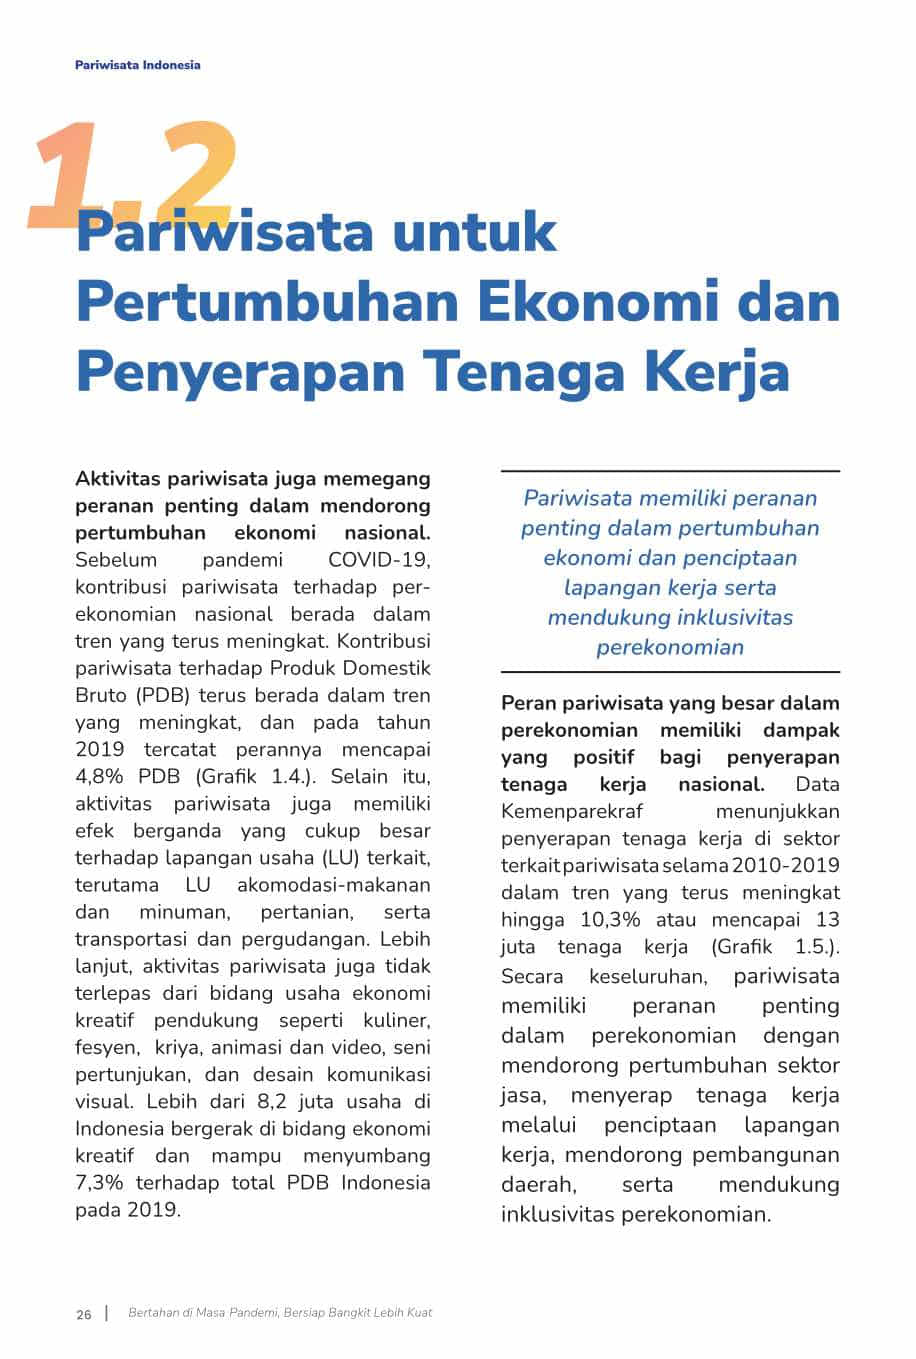 Pariwisata Indonesia
1.2
Pariwisata untuk
Pertumbuhan Ekonomi dan
Penyerapan Tenaga Kerja
Aktivitas pariwisata juga memegang
peranan penting dalam mendorong
pertumbuhan ekonomi nasional.
Sebelum pandemi COVID-19,
kontribusi pariwisata terhadap per-
ekonomian nasional berada dalam
tren yang terus meningkat. Kontribusi
pariwisata terhadap Produk Domestik
Bruto (PDB) terus berada dalam tren
yang meningkat, dan pada tahun
2019 tercatat perannya mencapai
4,8% PDB (Grafik 1.4.). Selain itu,
aktivitas pariwisata juga memiliki
efek berganda yang cukup besar
terhadap lapangan usaha (LU) terkait,
terutama LU akomodasi-makanan
dan minuman, pertanian, serta
transportasi dan pergudangan. Lebih
lanjut, aktivitas pariwisata juga tidak
terlepas dari bidang usaha ekonomi
kreatif pendukung seperti kuliner,
fesyen, kriya, animasi dan video, seni
pertunjukan, dan desain komunikasi
visual. Lebih dari 8,2 juta usaha di
Indonesia bergerak di bidang ekonomi
kreatif dan mampu menyumbang
7,3% terhadap total PDB Indonesia
pada 2019.
Pariwisata memiliki peranan
penting dalam pertumbuhan
ekonomi dan penciptaan
lapangan kerja serta
mendukung inklusivitas
perekonomian
Peran pariwisata yang besar dalam
perekonomian memiliki dampak
yang positif bagi penyerapan
tenaga kerja nasional. Data
Kemenparekraf menunjukkan
penyerapan tenaga kerja di sektor
terkait pariwisata selama 2010-2019
dalam tren yang terus meningkat
hingga 10,3% atau mencapai 13
juta tenaga kerja (Grafik 1.5.).
Secara keseluruhan, pariwisata
memiliki peranan penting
dalam perekonomian dengan
mendorong pertumbuhan sektor
jasa, menyerap tenaga kerja
melalui penciptaan lapangan
kerja, mendorong pembangunan
daerah, serta mendukung
inklusivitas perekonomian.
26 | Bertahan di Masa Pandemi, Bersiap Bangkit Lebih Kuat